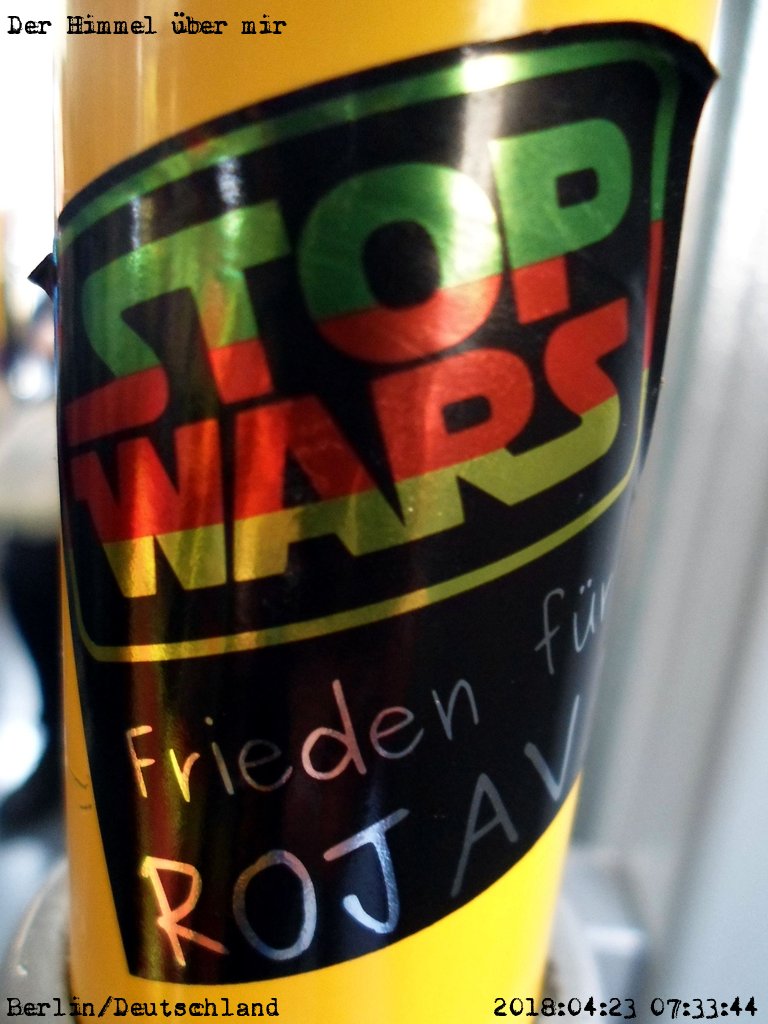 Der Himmel über mir
STOP
WARS
Frieden für
ROJAV
Berlin/Deutschland
2018:04:23 07:33:44